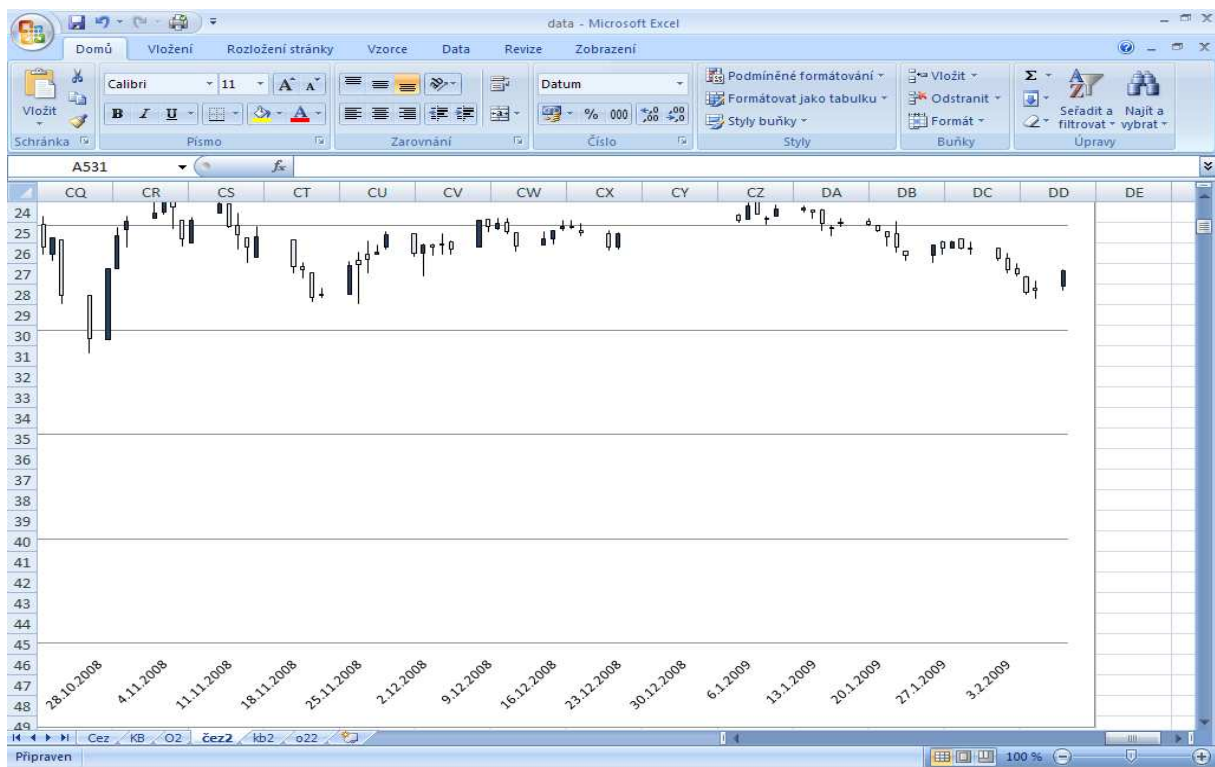 data - Microsoft Excel
Domů Vložení Rozložení stránky Vzorce Data Revize Zobrazení
Vložit
Schránka
Calibri 11 A A
B I U A
Písmo
Zarovnání
Datum
% 000 ,00 ,0
Číslo
Podmíněné formátování
Formátovat jako tabulku
Styly buňky
Styly
Vložit
Odstranit
Formát
Buňky
Σ
Seřadit a filtrovat
Najít a vybrat
Úpravy
A531 fx
CQ CR CS CT CU CV CW CX CY CZ DA DB DC DD DE
24
25
26
27
28
29
30
31
32
33
34
35
36
37
38
39
40
41
42
43
44
45
46
47
48
49
28.10.2008 4.11.2008 11.11.2008 18.11.2008 25.11.2008 2.12.2008 9.12.2008 16.12.2008 23.12.2008 30.12.2008 6.1.2009 13.1.2009 20.1.2009 27.1.2009 3.2.2009
Cez KB O2 čez2 kb2 o22
Připraven 100 %